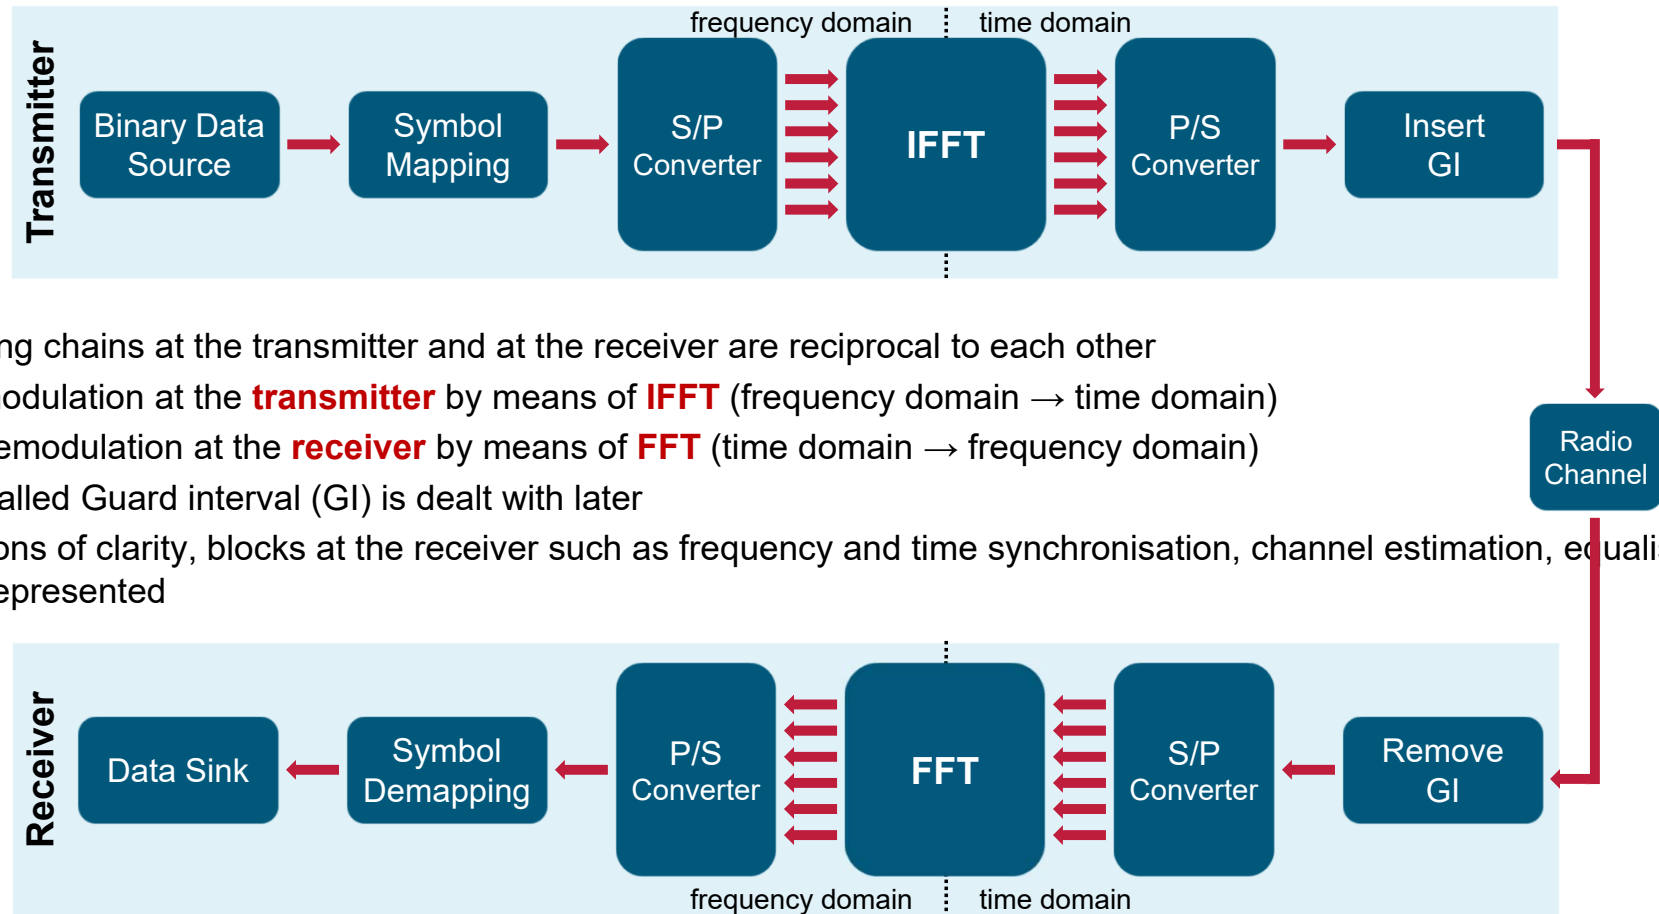 frequency domain
time domain
Transmitter
Binary Data
Source
Symbol
Mapping
S/P
Converter
IFFT
P/S
Converter
Insert
GI
ng chains at the transmitter and at the receiver are reciprocal to each other
odulation at the transmitter by means of IFFT (frequency domain → time domain)
emodulation at the receiver by means of FFT (time domain → frequency domain)
alled Guard interval (GI) is dealt with later
ons of clarity, blocks at the receiver such as frequency and time synchronisation, channel estimation, equalis
epresented
Radio
Channel
Receiver
Data Sink
Symbol
Demapping
P/S
Converter
FFT
S/P
Converter
Remove
GI
frequency domain
time domain